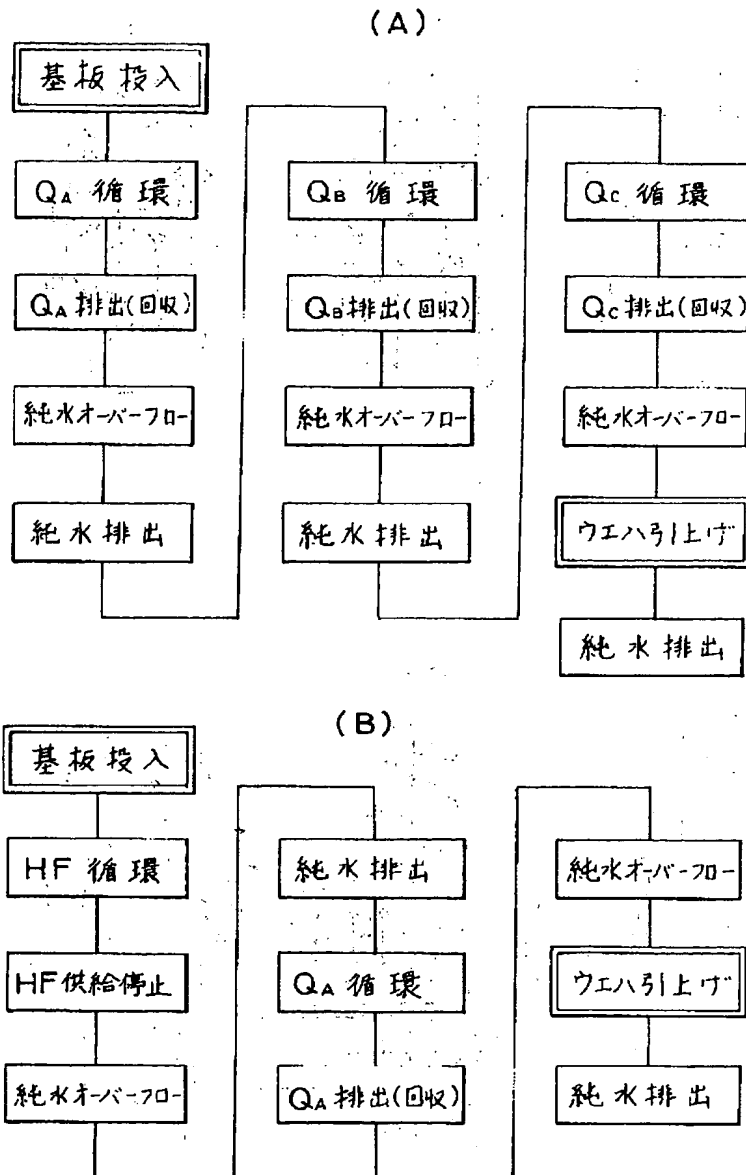 (A)
基板投入
QA 循環
QA 排出(回収)
純水オーバーフロー
純水排出
QB 循環
QB 排出(回収)
純水オーバーフロー
純水排出
QC 循環
QC 排出(回収)
純水オーバーフロー
ウエハ引上げ
純水排出
(B)
基板投入
HF 循環
HF 供給停止
純水オーバーフロー
純水排出
QA 循環
QA 排出(回収)
純水オーバーフロー
ウエハ引上げ
純水排出